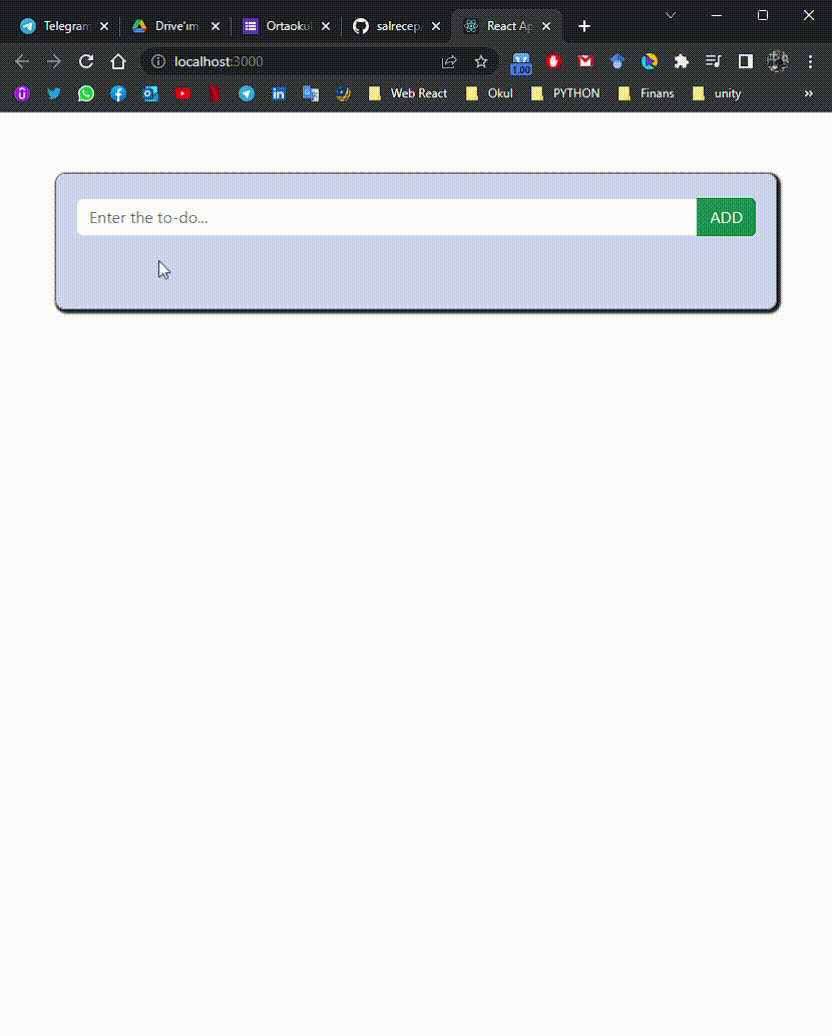 Telegram Drive'ım Ortaokul salrecep/ React Ap
localhost:3000
1.00
Web React Okul PYTHON Finans unity
Enter the to-do... ADD